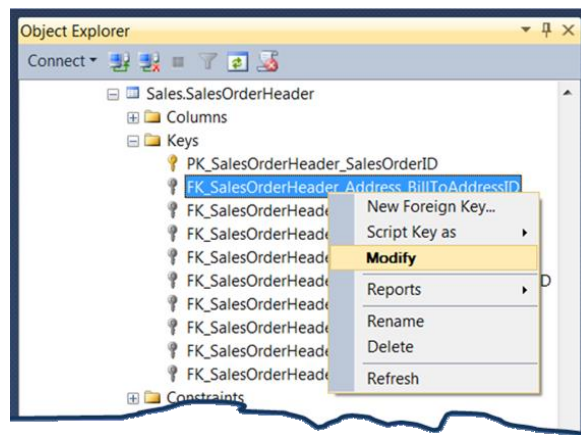 Object Explorer
Connect
Sales.SalesOrderHeader
Columns
Keys
PK_SalesOrderHeader_SalesOrderID
FK_SalesOrderHeader_Address_BillToAddressID
FK_SalesOrderHeade
FK_SalesOrderHeade
FK_SalesOrderHeade
FK_SalesOrderHeade D
FK_SalesOrderHeade
FK_SalesOrderHeade
FK_SalesOrderHeade
FK_SalesOrderHeade
Constraints
New Foreign Key...
Script Key as
Modify
Reports
Rename
Delete
Refresh